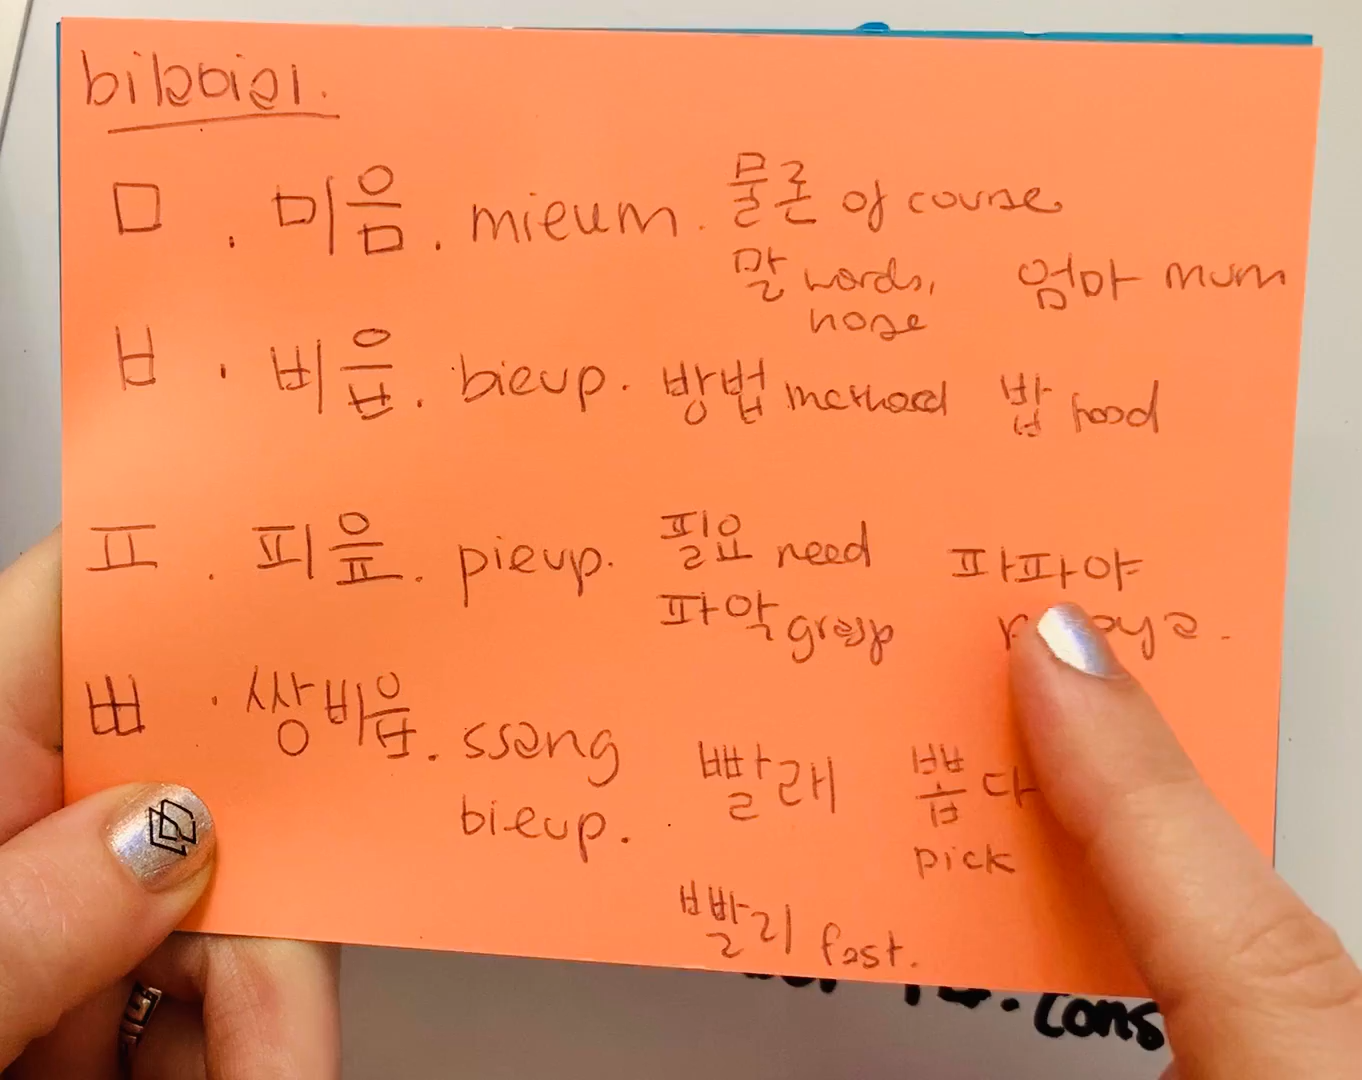 bilabial.
ㅁ . 미음 . mieum . 물론 of course
말 words, 엄마 mum
ㅂ . 비읍 . bieup . 방법 method 밥 food
ㅍ . 피읖 . pieup . 필요 need 파파야
파악 grasp
ㅃ . 쌍비읍 . ssang 빨래 뽑다
bieup . pick
빨리 fast .